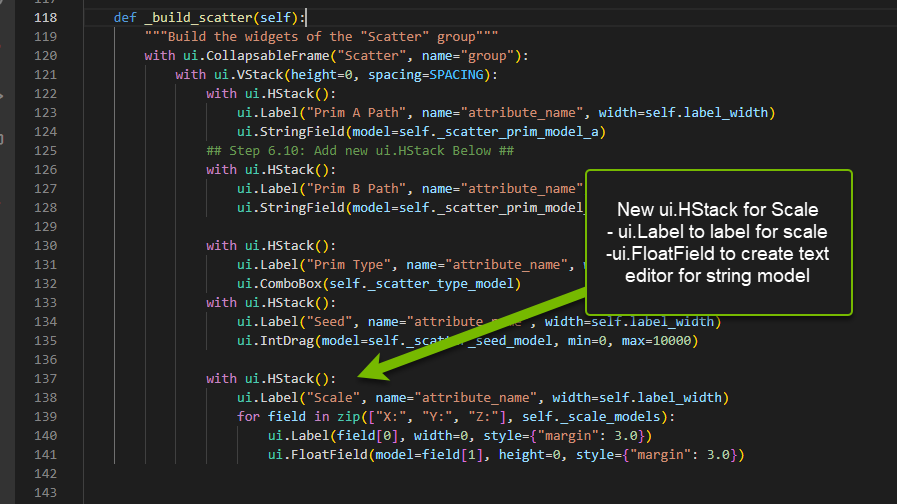 117
118 def _build_scatter(self):
119 """Build the widgets of the "Scatter" group"""
120 with ui.CollapsableFrame("Scatter", name="group"):
121 with ui.VStack(height=0, spacing=SPACING):
122 with ui.HStack():
123 ui.Label("Prim A Path", name="attribute_name", width=self.label_width)
124 ui.StringField(model=self._scatter_prim_model_a)
125 ## Step 6.10: Add new ui.HStack Below ##
126 with ui.HStack():
127 ui.Label("Prim B Path", name="attribute_name"
128 ui.StringField(model=self._scatter_prim_model_
129
130 with ui.HStack():
131 ui.Label("Prim Type", name="attribute_name",
132 ui.ComboBox(self._scatter_type_model)
133 with ui.HStack():
134 ui.Label("Seed", name="attribute_name", width=self.label_width)
135 ui.IntDrag(model=self._scatter_seed_model, min=0, max=10000)
136
137 with ui.HStack():
138 ui.Label("Scale", name="attribute_name", width=self.label_width)
139 for field in zip(["X:", "Y:", "Z:"], self._scale_models):
140 ui.Label(field[0], width=0, style={"margin": 3.0})
141 ui.FloatField(model=field[1], height=0, style={"margin": 3.0})
142
143
New ui.HStack for Scale
- ui.Label to label for scale
-ui.FloatField to create text
editor for string model